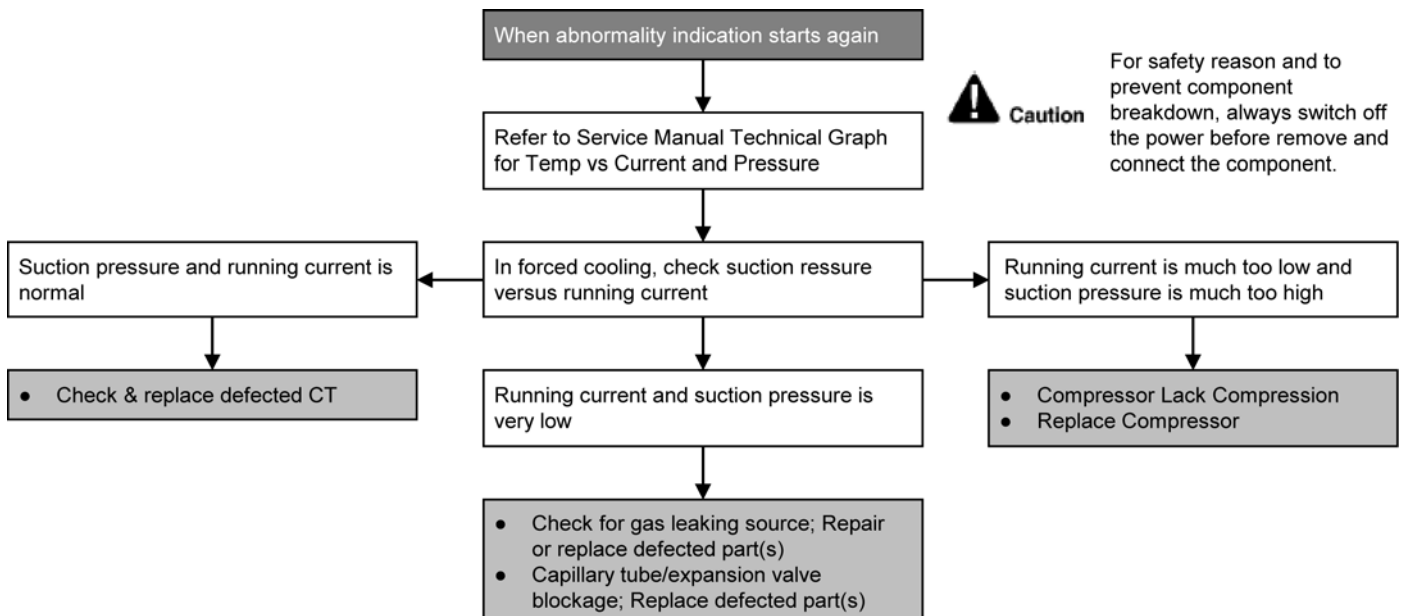 When abnormality indication starts again
For safety reason and to
prevent component
breakdown, always switch off
the power before remove and
connect the component.
Caution
Refer to Service Manual Technical Graph
for Temp vs Current and Pressure
Suction pressure and running current is
normal
In forced cooling, check suction ressure
versus running current
Running current is much too low and
suction pressure is much too high
● Check & replace defected CT
Running current and suction pressure is
very low
● Compressor Lack Compression
● Replace Compressor
● Check for gas leaking source; Repair
or replace defected part(s)
● Capillary tube/expansion valve
blockage; Replace defected part(s)